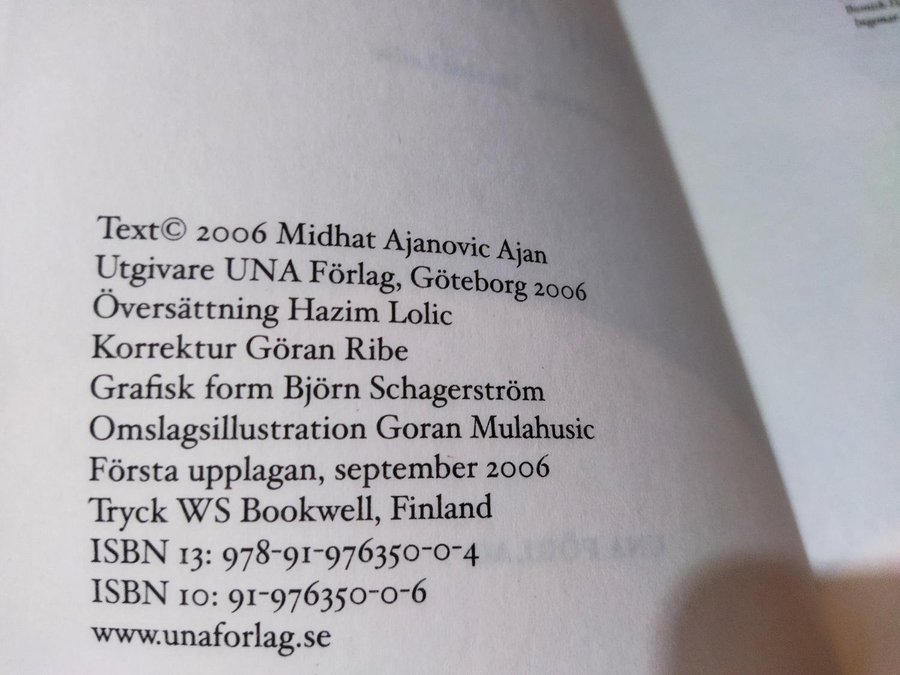 Text© 2006 Midhat Ajanovic Ajan
Utgivare UNA Förlag, Göteborg 2006
Översättning Hazim Lolic
Korrektur Göran Ribe
Grafisk form Björn Schagerström
Omslagsillustration Goran Mulahusic
Första upplagan, september 2006
Tryck WS Bookwell, Finland
ISBN 13: 978-91-976350-0-4
ISBN 10: 91-976350-0-6
www.unaforlag.se